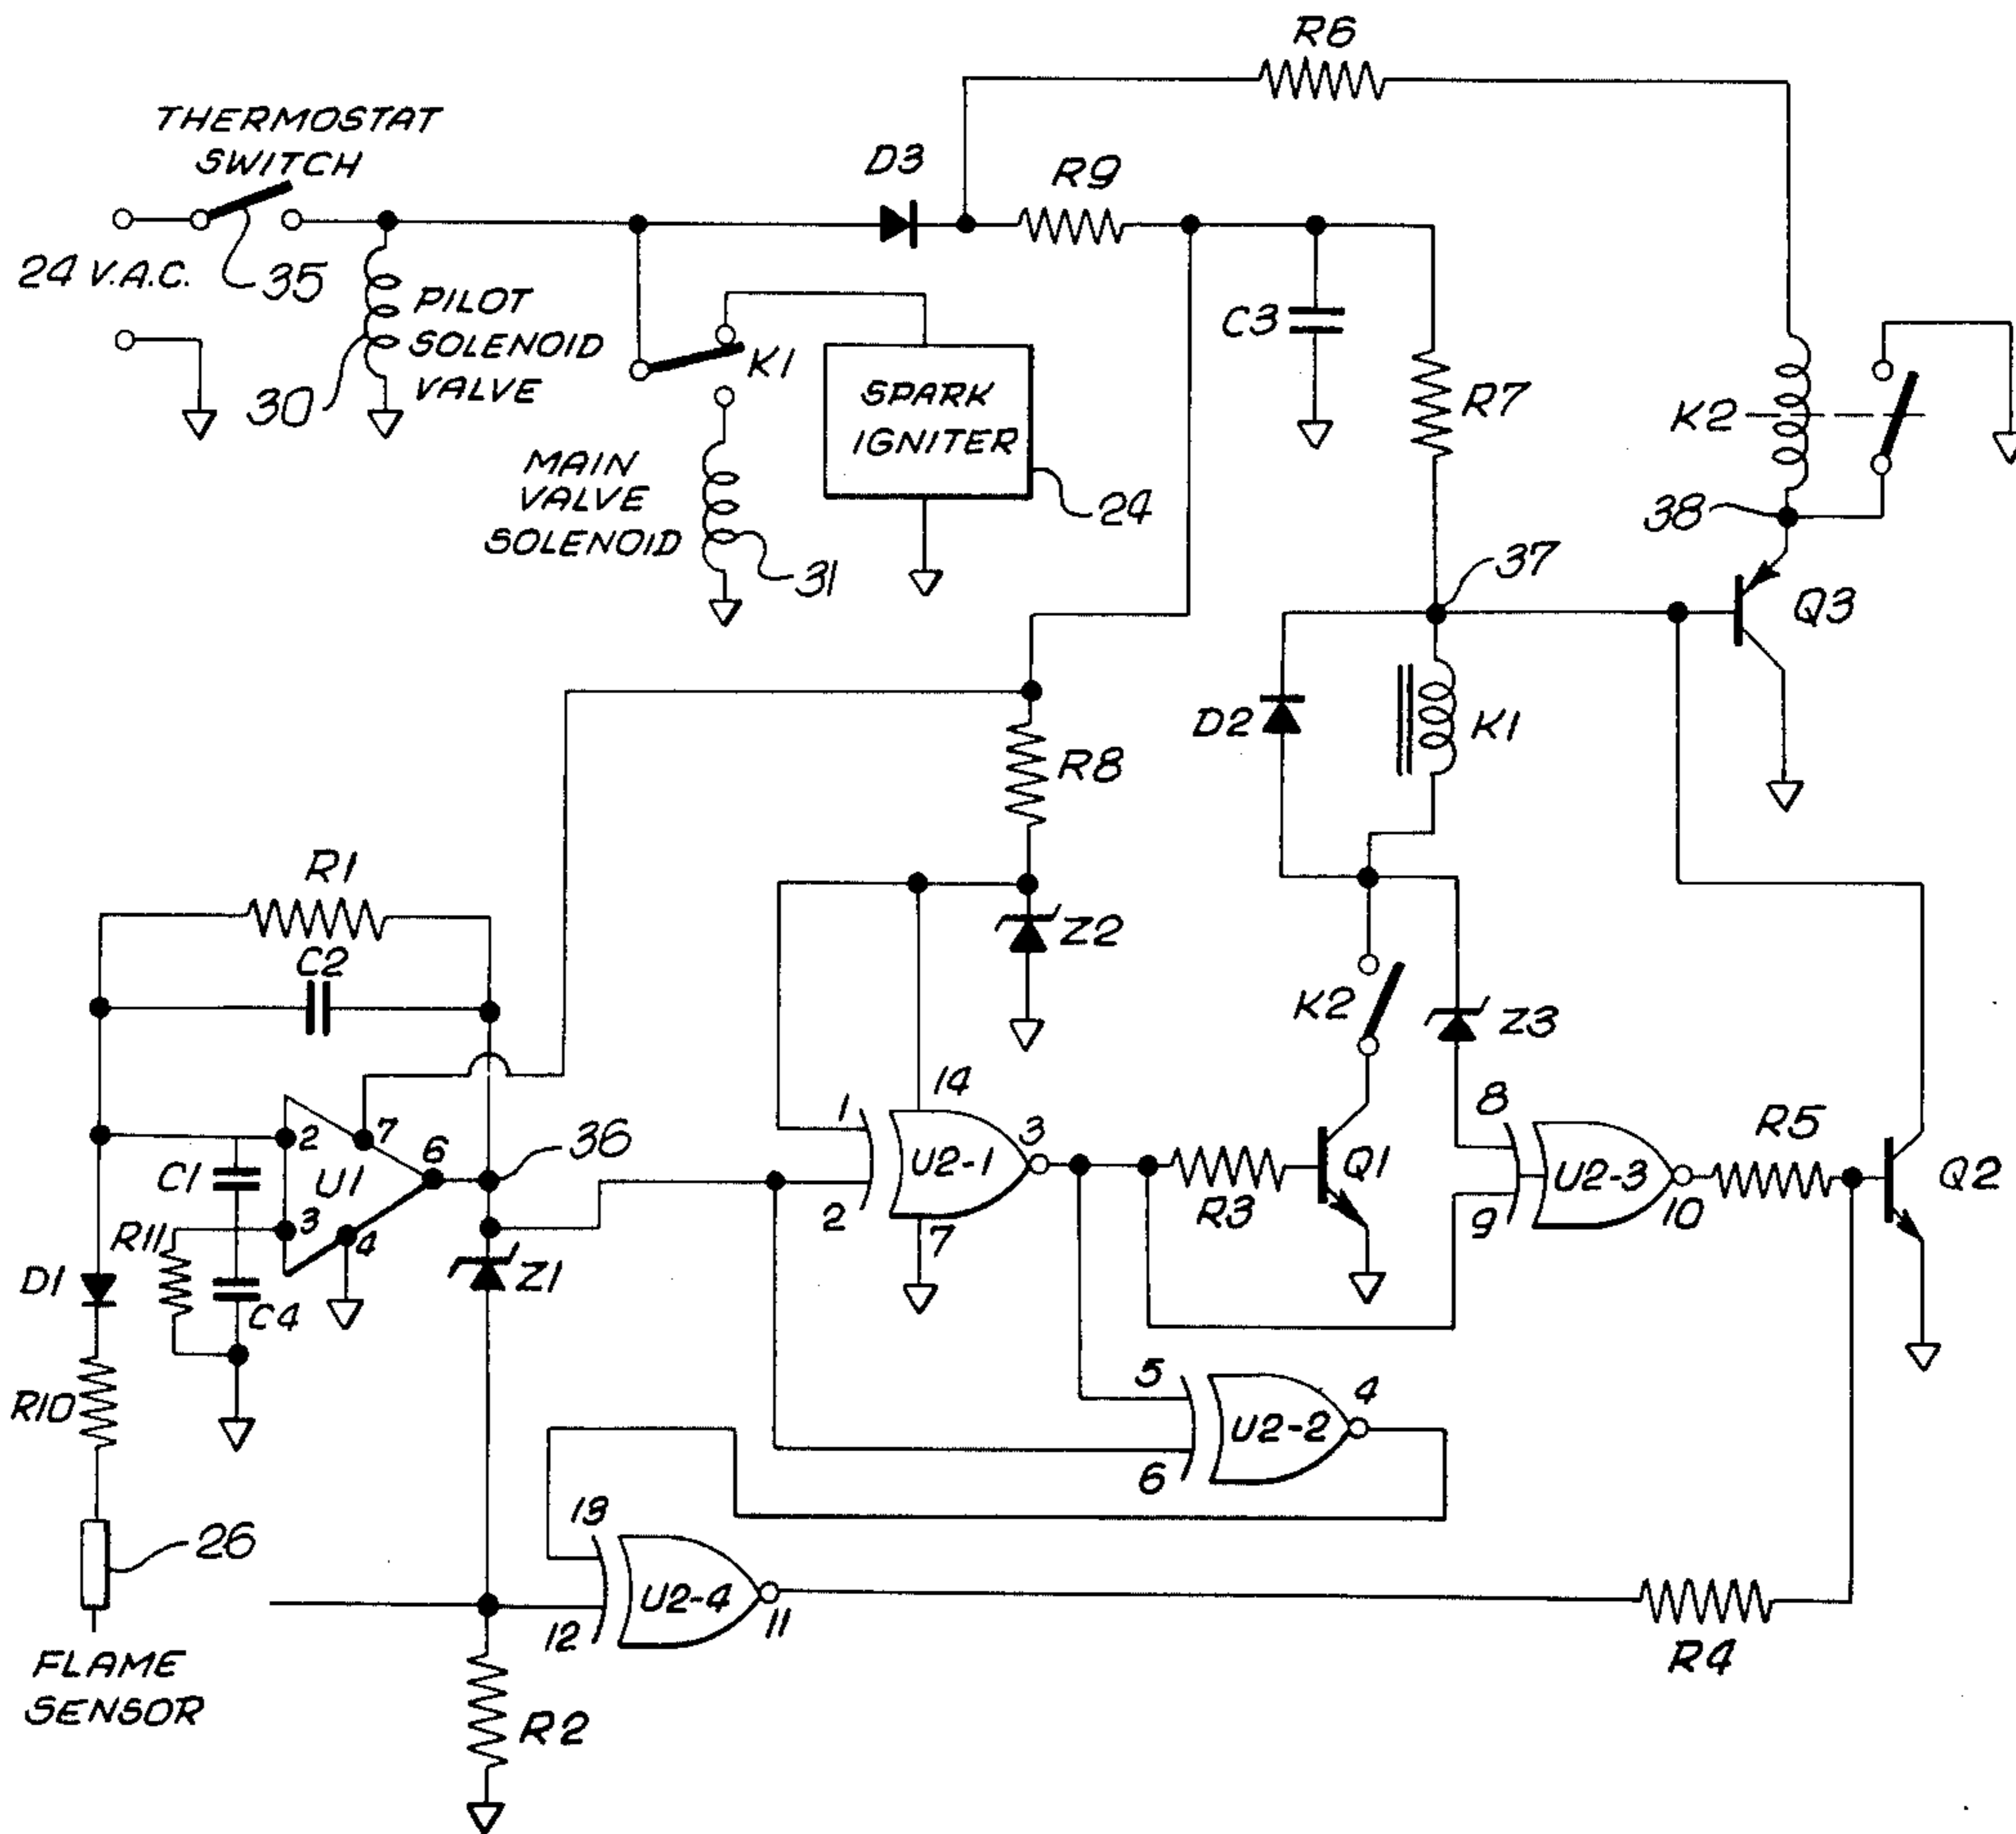 R6
THERMOSTAT
SWITCH
D3
R9
24 V.A.C.
35
PILOT
SOLENOID
VALVE
30
K1
SPARK
IGNITER
24
C3
R7
K2
38
MAIN
VALVE
SOLENOID
31
37
Q3
D2
K1
R8
R1
C2
Z2
K2
Z3
14
1
3
8
R5
2
7
6
36
U2-1
C1
U1
R3
Q1
U2-3
Q2
R11
3
4
2
7
9
10
D1
C4
Z1
5
4
R10
U2-2
6
13
26
U2-4
12
11
R4
FLAME
SENSOR
R2